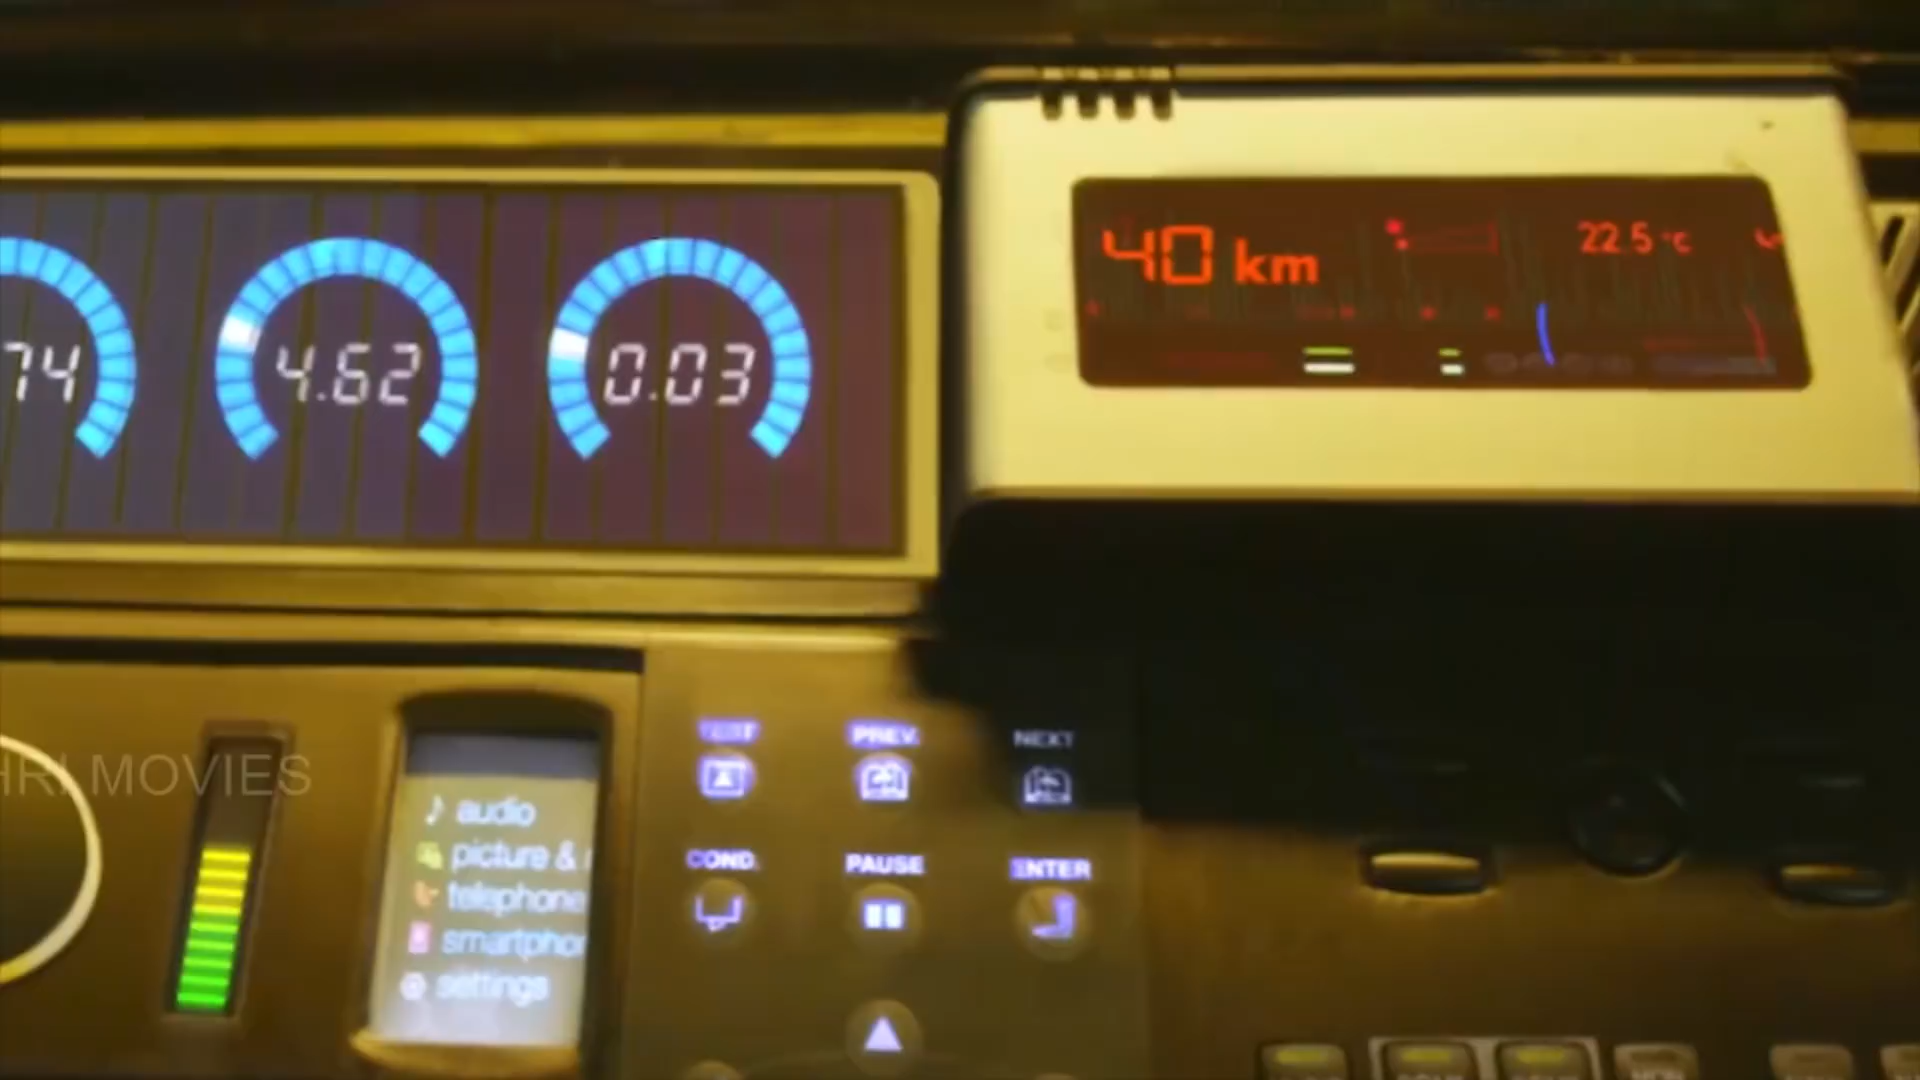 74
4.62
0.03
40 km
22.5 °C
HRI MOVIES
audio
picture &
telephone
smartphon
settings
PREV.
NEXT
COND.
PAUSE
ENTER